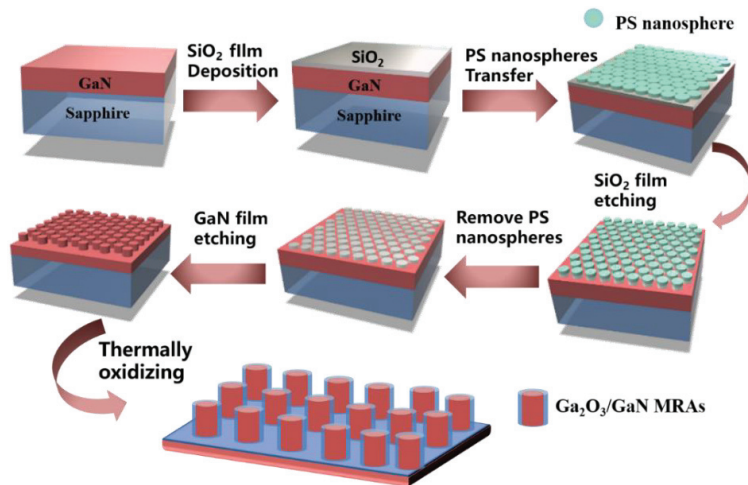 SiO₂ fIlm
Deposition
PS nanospheres
Transfer
PS nanosphere
GaN
Sapphire
SiO₂
GaN
Sapphire
SiO₂ film
etching
Remove PS
nanospheres
GaN film
etching
Thermally
oxidizing
Ga₂O₃/GaN MRAs